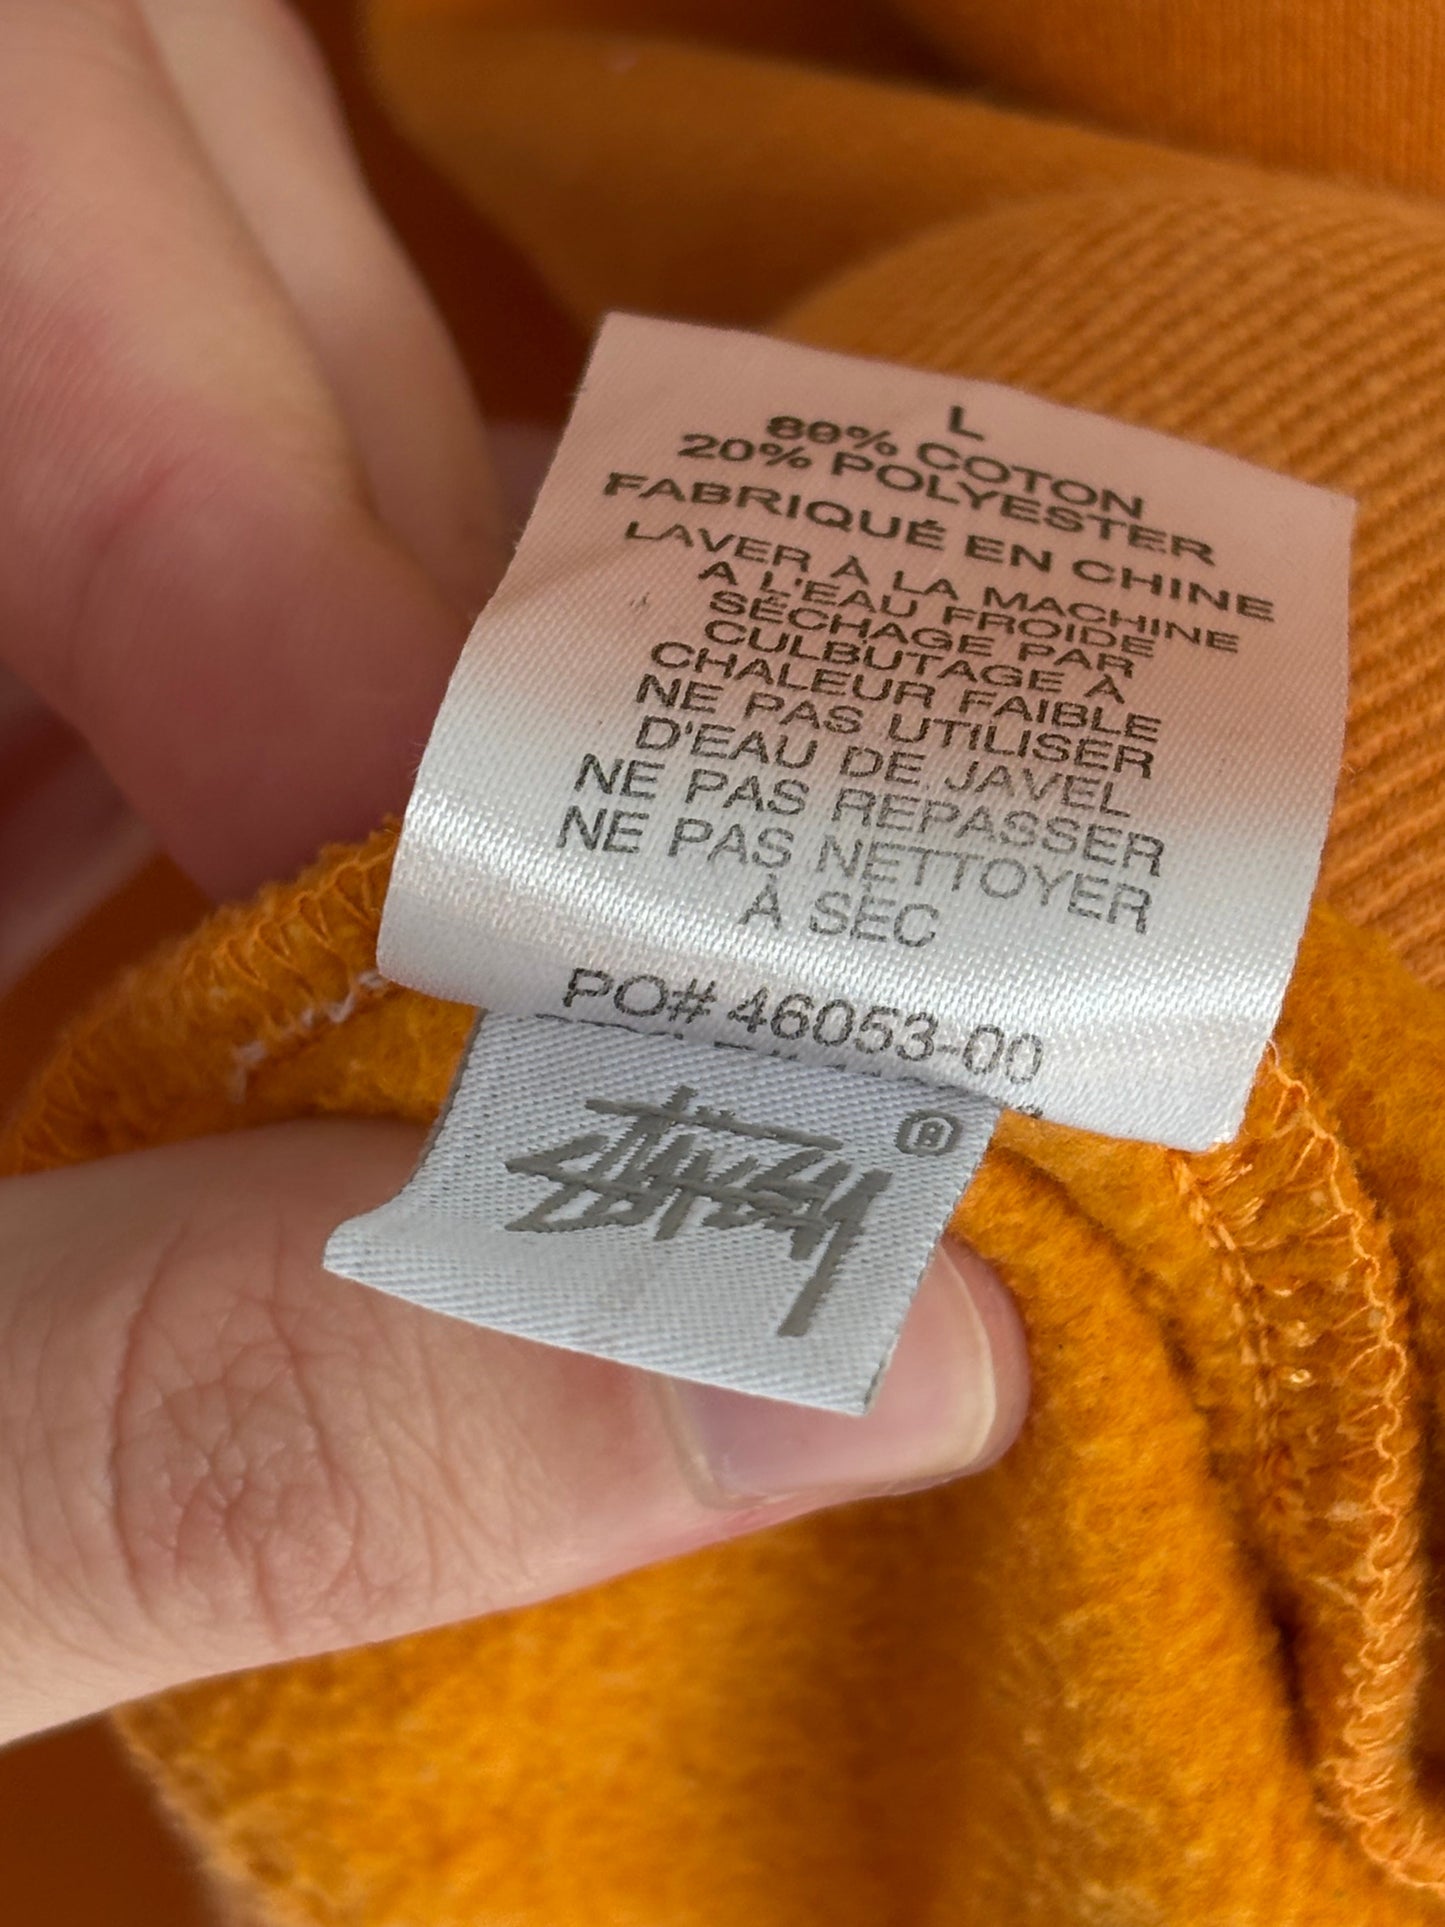 L
80% COTON
20% POLYESTER
FABRIQUÉ EN CHINE
LAVER À LA MACHINE
A L'EAU FROIDE
SÉCHAGE PAR
CULBUTAGE À
CHALEUR FAIBLE
NE PAS UTILISER
D'EAU DE JAVEL
NE PAS REPASSER
NE PAS NETTOYER
À SEC
PO# 46053-00
Stüssy ®